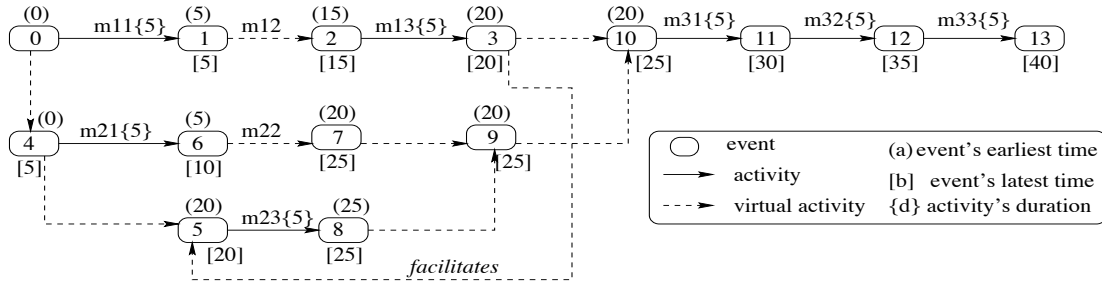 (0) (5) (15) (20) (20)
0 m11{5} 1 m12 2 m13{5} 3 10 m31{5} 11 m32{5} 12 m33{5} 13
[5] [15] [20] [25] [30] [35] [40]
(0) (5) (20) (20)
4 m21{5} 6 m22 7 9
[5] [10] [25] [25]
(20) (25)
5 m23{5} 8
[20] [25]
facilitates
event (a) event's earliest time
activity [b] event's latest time
virtual activity {d} activity's duration